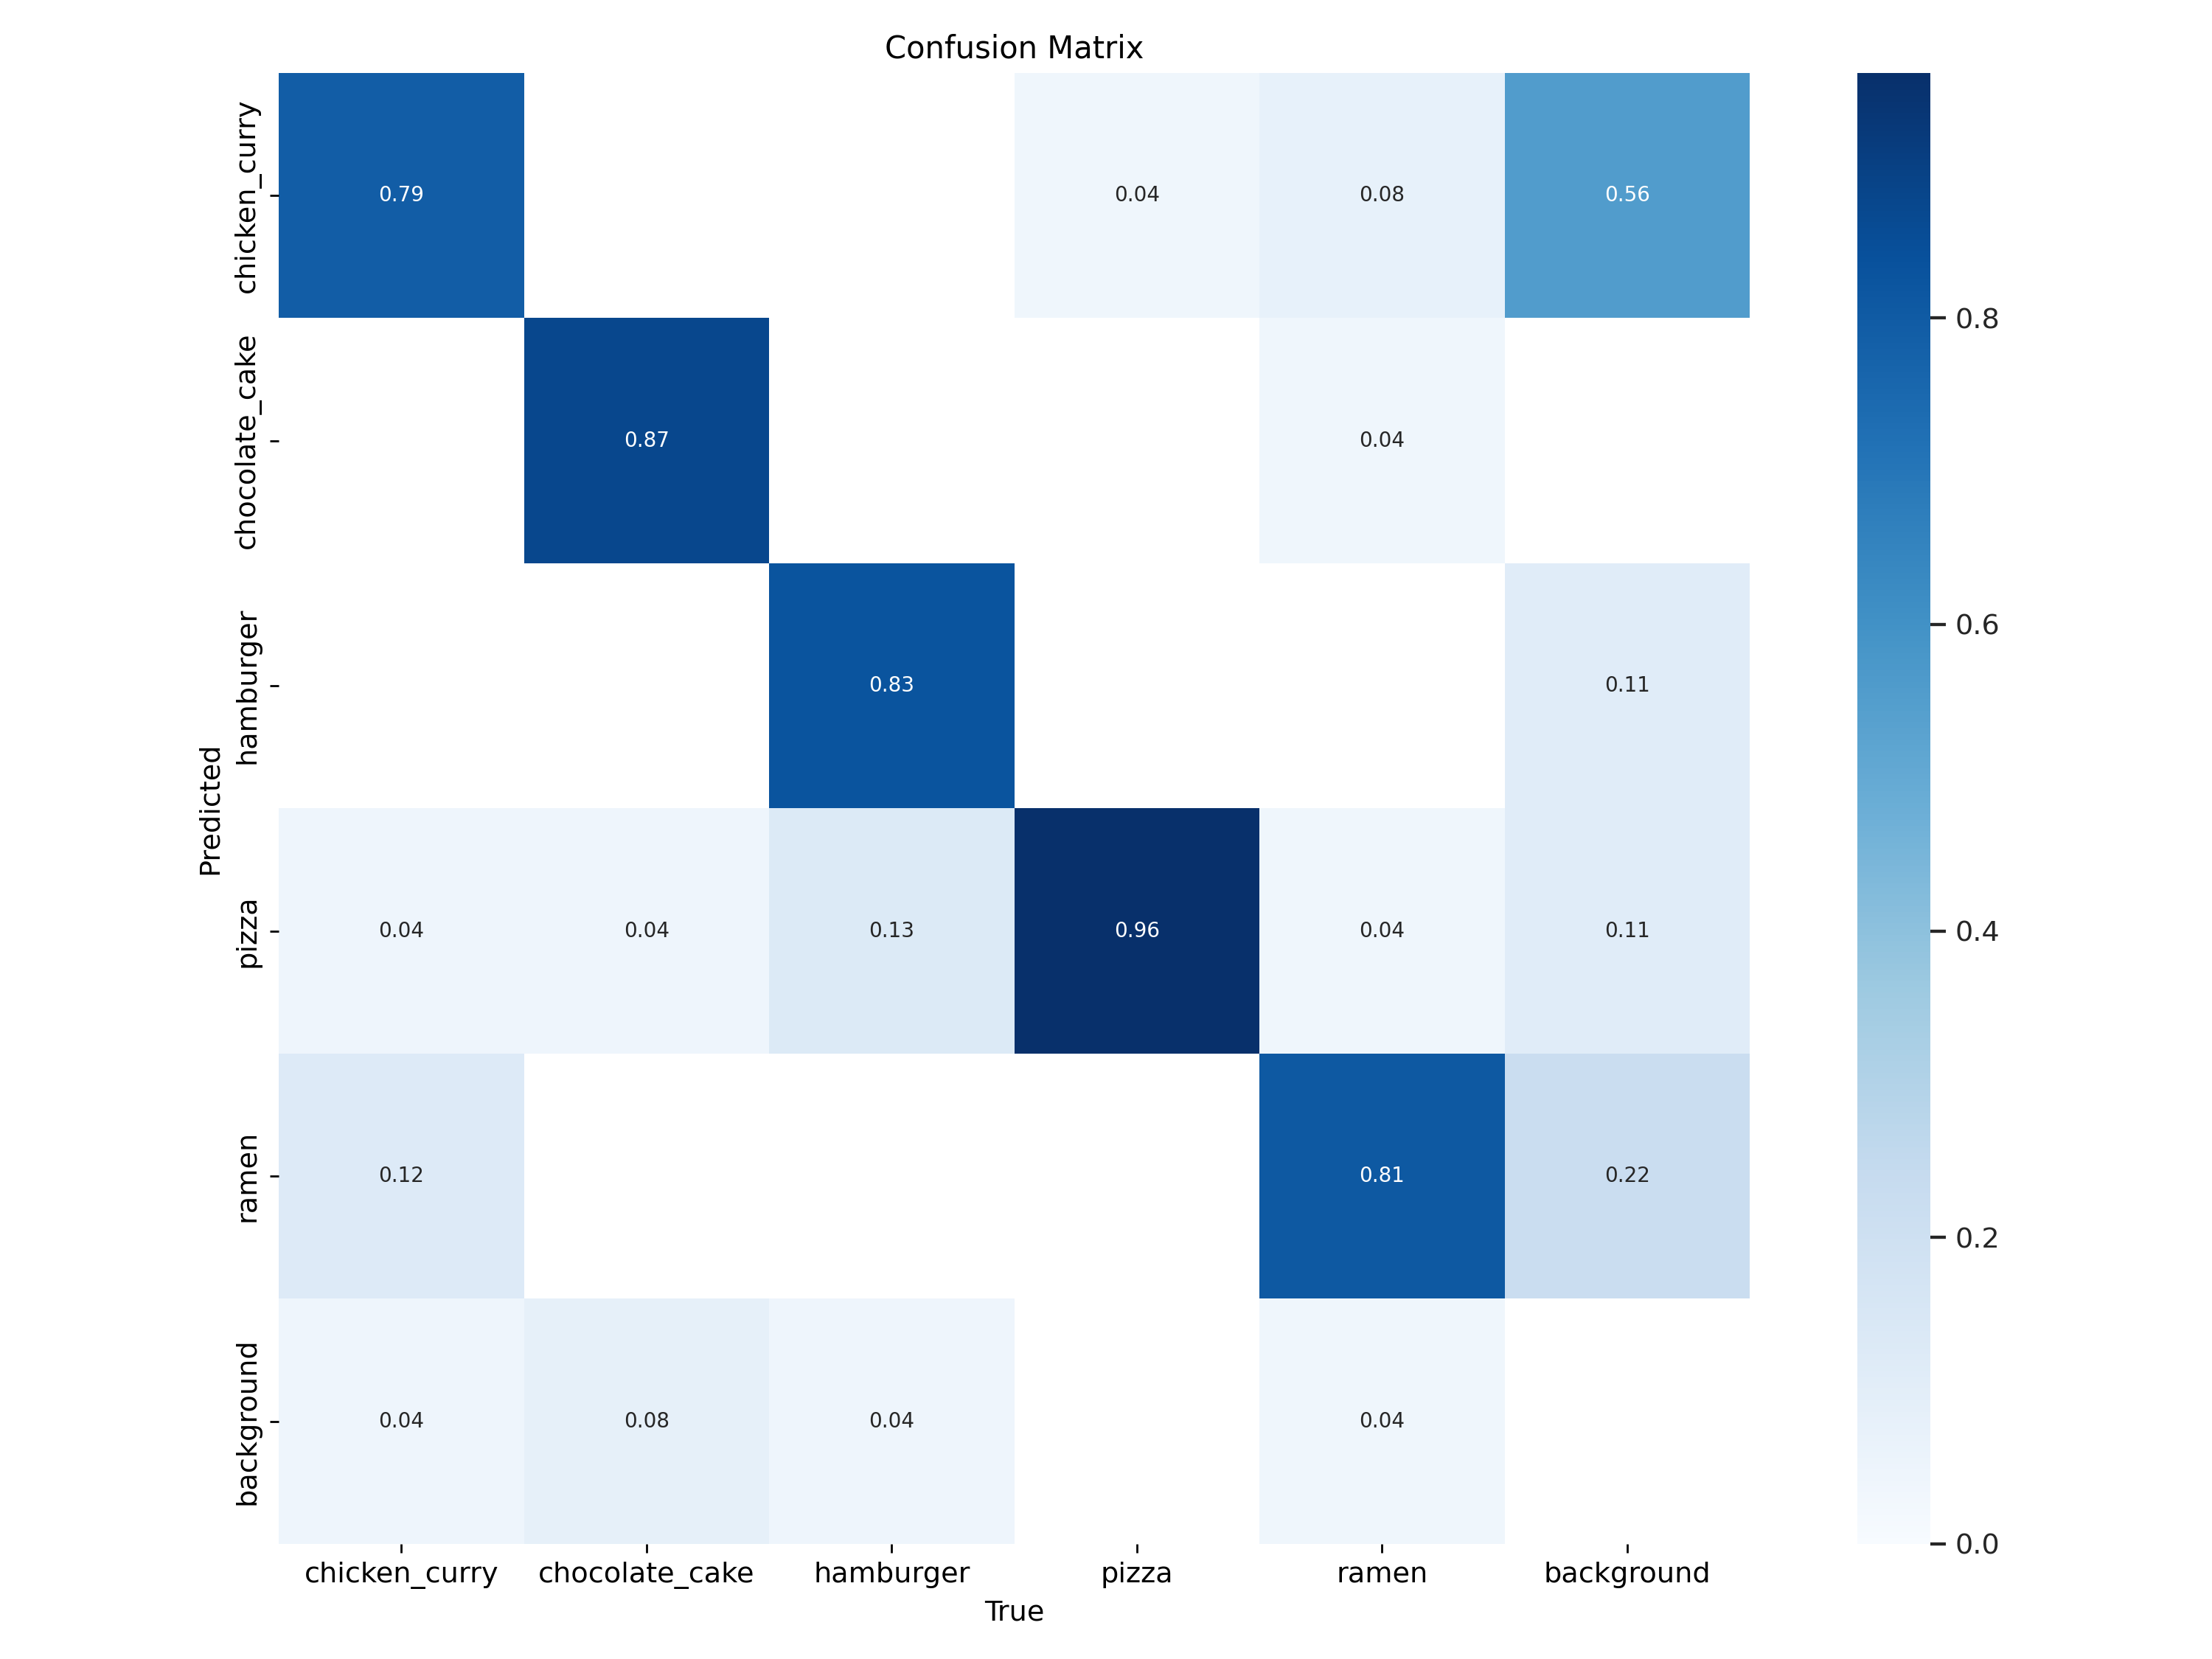 Confusion Matrix
chicken_curry
0.79
0.04
0.08
0.56
chocolate_cake
0.87
0.04
hamburger
0.83
0.11
pizza
0.04
0.04
0.13
0.96
0.04
0.11
ramen
0.12
0.81
0.22
background
0.04
0.08
0.04
0.04
Predicted
chicken_curry
chocolate_cake
hamburger
pizza
ramen
background
True
0.8
0.6
0.4
0.2
0.0